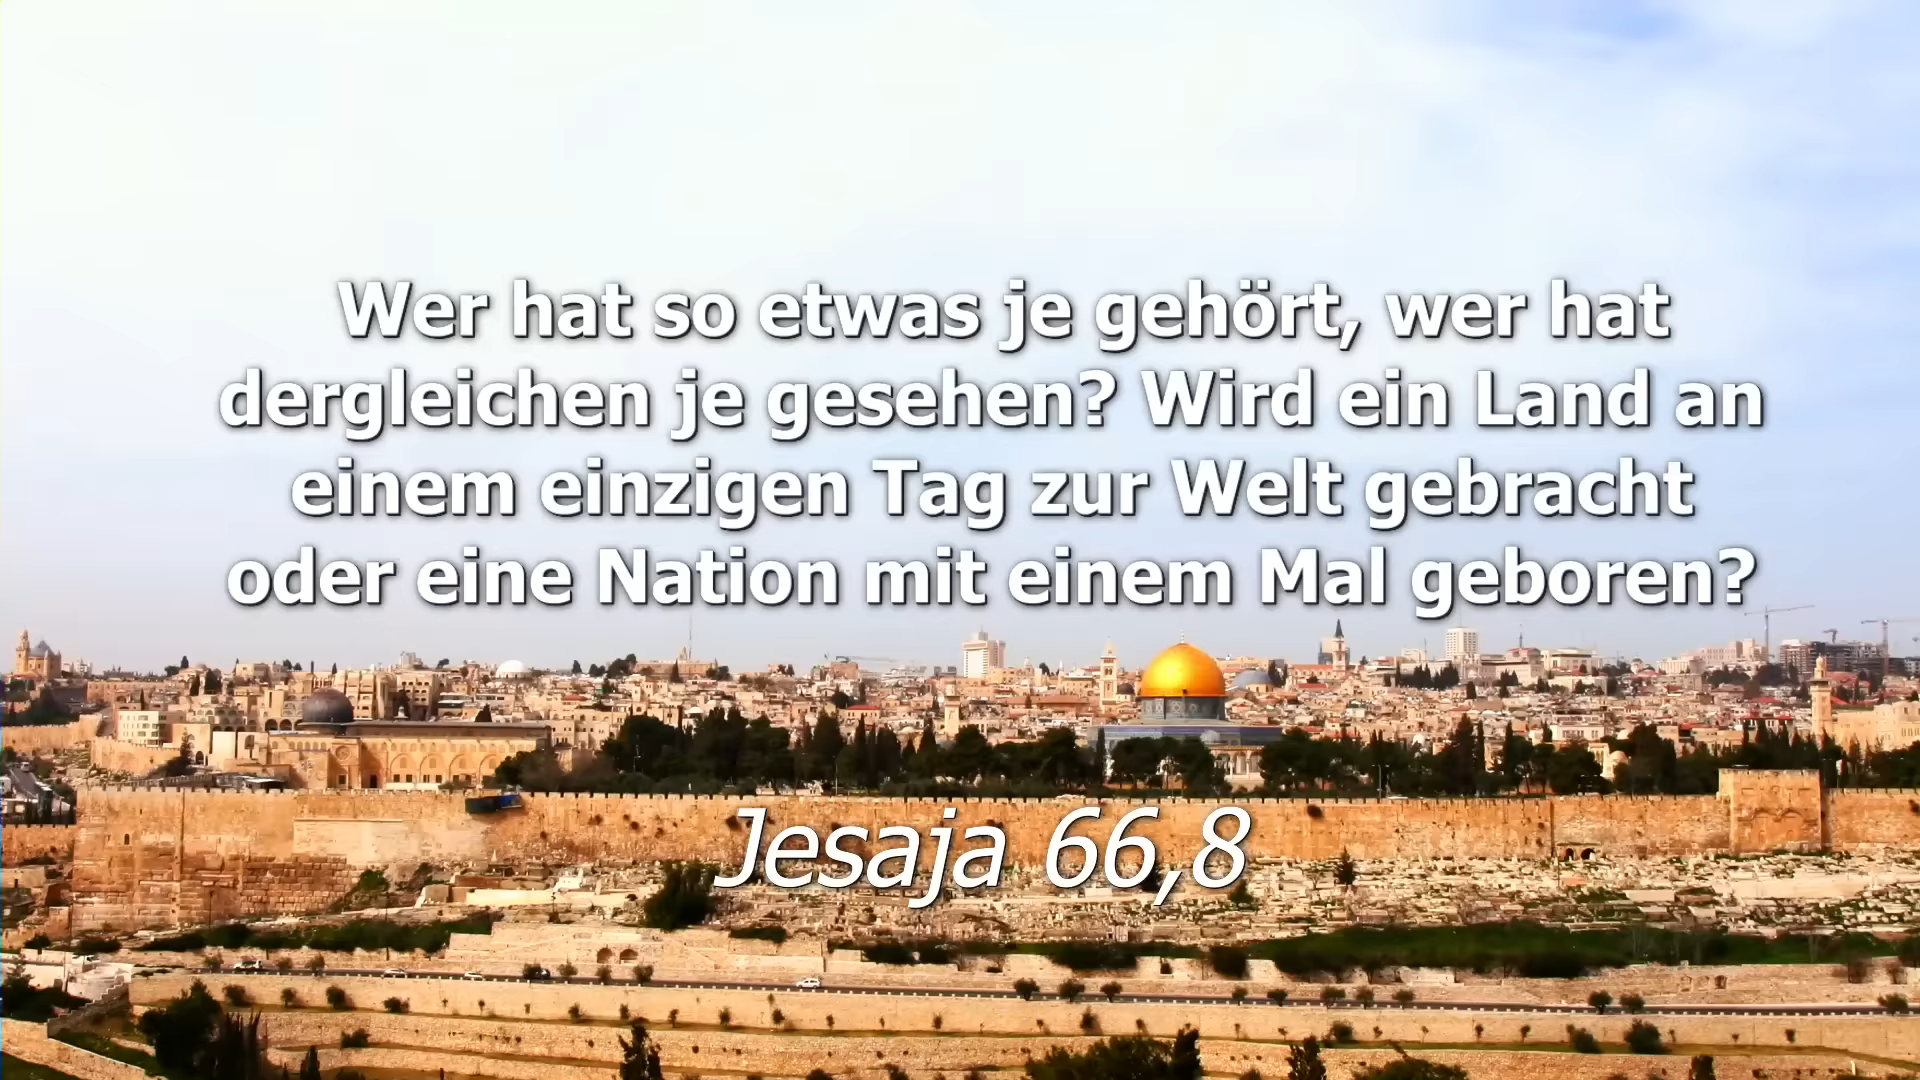 Wer hat so etwas je gehört, wer hat
dergleichen je gesehen? Wird ein Land an
einem einzigen Tag zur Welt gebracht
oder eine Nation mit einem Mal geboren?
Jesaja 66,8